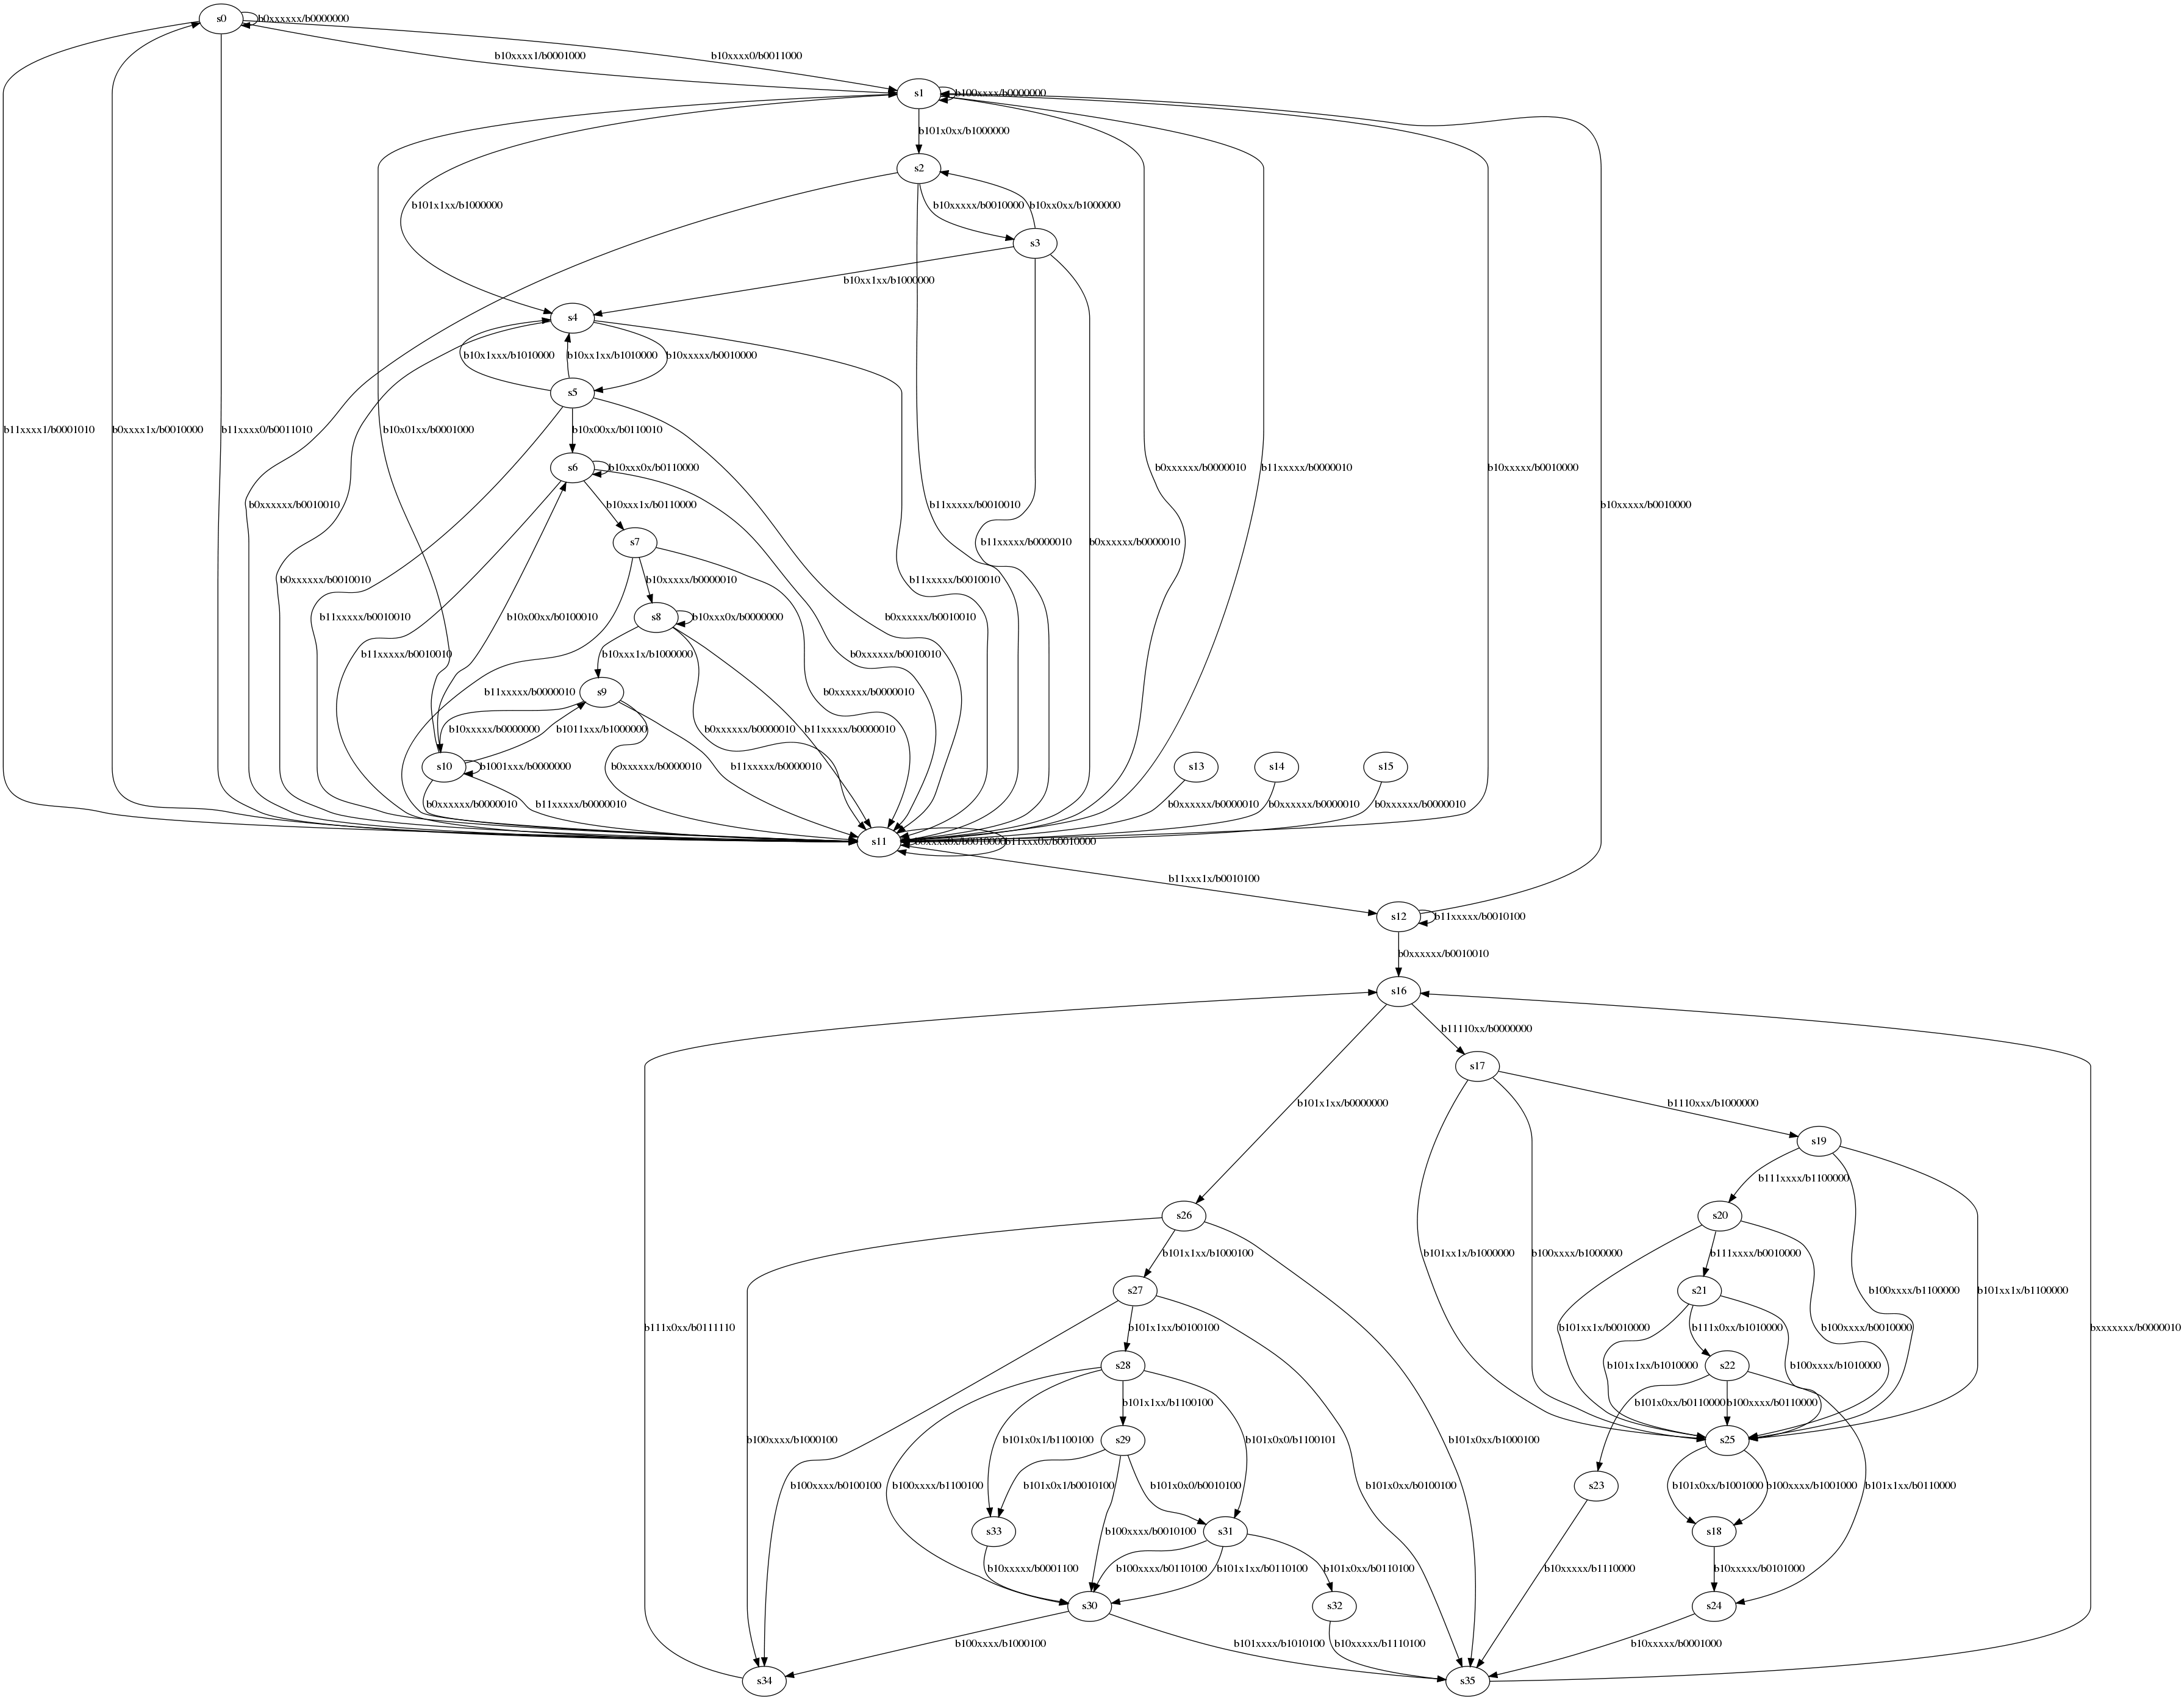 s0
b0xxxxxx/b0000000
b10xxxx1/b0001000
b10xxxx0/b0011000
s1
b100xxxx/b0000000
b101x0xx/b1000000
s2
b101x1xx/b1000000
b10xxxxx/b0010000
b10xx0xx/b1000000
s3
b10xx1xx/b1000000
s4
b10x1xxx/b1010000
b10xx1xx/b1010000
b10xxxxx/b0010000
s5
b11xxxx1/b0001010
b0xxxx1x/b0010000
b11xxxx0/b0011010
b10x01xx/b0001000
b10x00xx/b0110010
s6
b10xxx0x/b0110000
b0xxxxxx/b0000010
b11xxxxx/b0000010
b10xxxxx/b0010000
b0xxxxxx/b0010010
b10xxx1x/b0110000
b11xxxxx/b0010010
b10xxxxx/b0010000
s7
b11xxxxx/b0000010
b0xxxxxx/b0000010
b0xxxxxx/b0010010
b10xxxxx/b0000010
b11xxxxx/b0010010
s8
b10xxx0x/b0000000
b11xxxxx/b0010010
b10x00xx/b0100010
b0xxxxxx/b0010010
b11xxxxx/b0010010
b10xxx1x/b1000000
b0xxxxxx/b0010010
b11xxxxx/b0000010
s9
b0xxxxxx/b0000010
b10xxxxx/b0000000
b1011xxx/b1000000
b0xxxxxx/b0000010
b11xxxxx/b0000010
s10
b1001xxx/b0000000
b0xxxxxx/b0000010
b11xxxxx/b0000010
s13
s14
s15
b0xxxxxx/b0000010
b11xxxxx/b0000010
b0xxxxxx/b0000010
b0xxxxxx/b0000010
b0xxxxxx/b0000010
s11
b0xxxx0x/b0010000
b11xxx0x/b0010000
b11xxx1x/b0010100
s12
b11xxxxx/b0010100
b0xxxxxx/b0010010
s16
b11110xx/b0000000
s17
b101x1xx/b0000000
b1110xxx/b1000000
s19
b111xxxx/b1100000
s26
s20
b101x1xx/b1000100
b101xx1x/b1000000
b100xxxx/b1000000
b111xxxx/b0010000
s27
s21
b100xxxx/b1100000
b101xx1x/b1100000
b111x0xx/b0111110
b101x1xx/b0100100
b101xx1x/b0010000
b111x0xx/b1010000
b100xxxx/b0010000
bxxxxxxx/b0000010
s28
b101x1xx/b1010000
s22
b100xxxx/b1010000
b101x1xx/b1100100
b101x0xx/b0110000
b100xxxx/b0110000
b100xxxx/b1000100
b101x0x1/b1100100
s29
b101x0x0/b1100101
b101x0xx/b1000100
s25
b100xxxx/b0100100
b100xxxx/b1100100
b101x0x1/b0010100
b101x0x0/b0010100
b101x0xx/b0100100
s23
b101x0xx/b1001000
b100xxxx/b1001000
b101x1xx/b0110000
s33
b100xxxx/b0010100
s31
s18
b10xxxxx/b0001100
b100xxxx/b0110100
b101x1xx/b0110100
b101x0xx/b0110100
b10xxxxx/b1110000
b10xxxxx/b0101000
s30
s32
s24
b100xxxx/b1000100
b101xxxx/b1010100
b10xxxxx/b1110100
b10xxxxx/b0001000
s34
s35